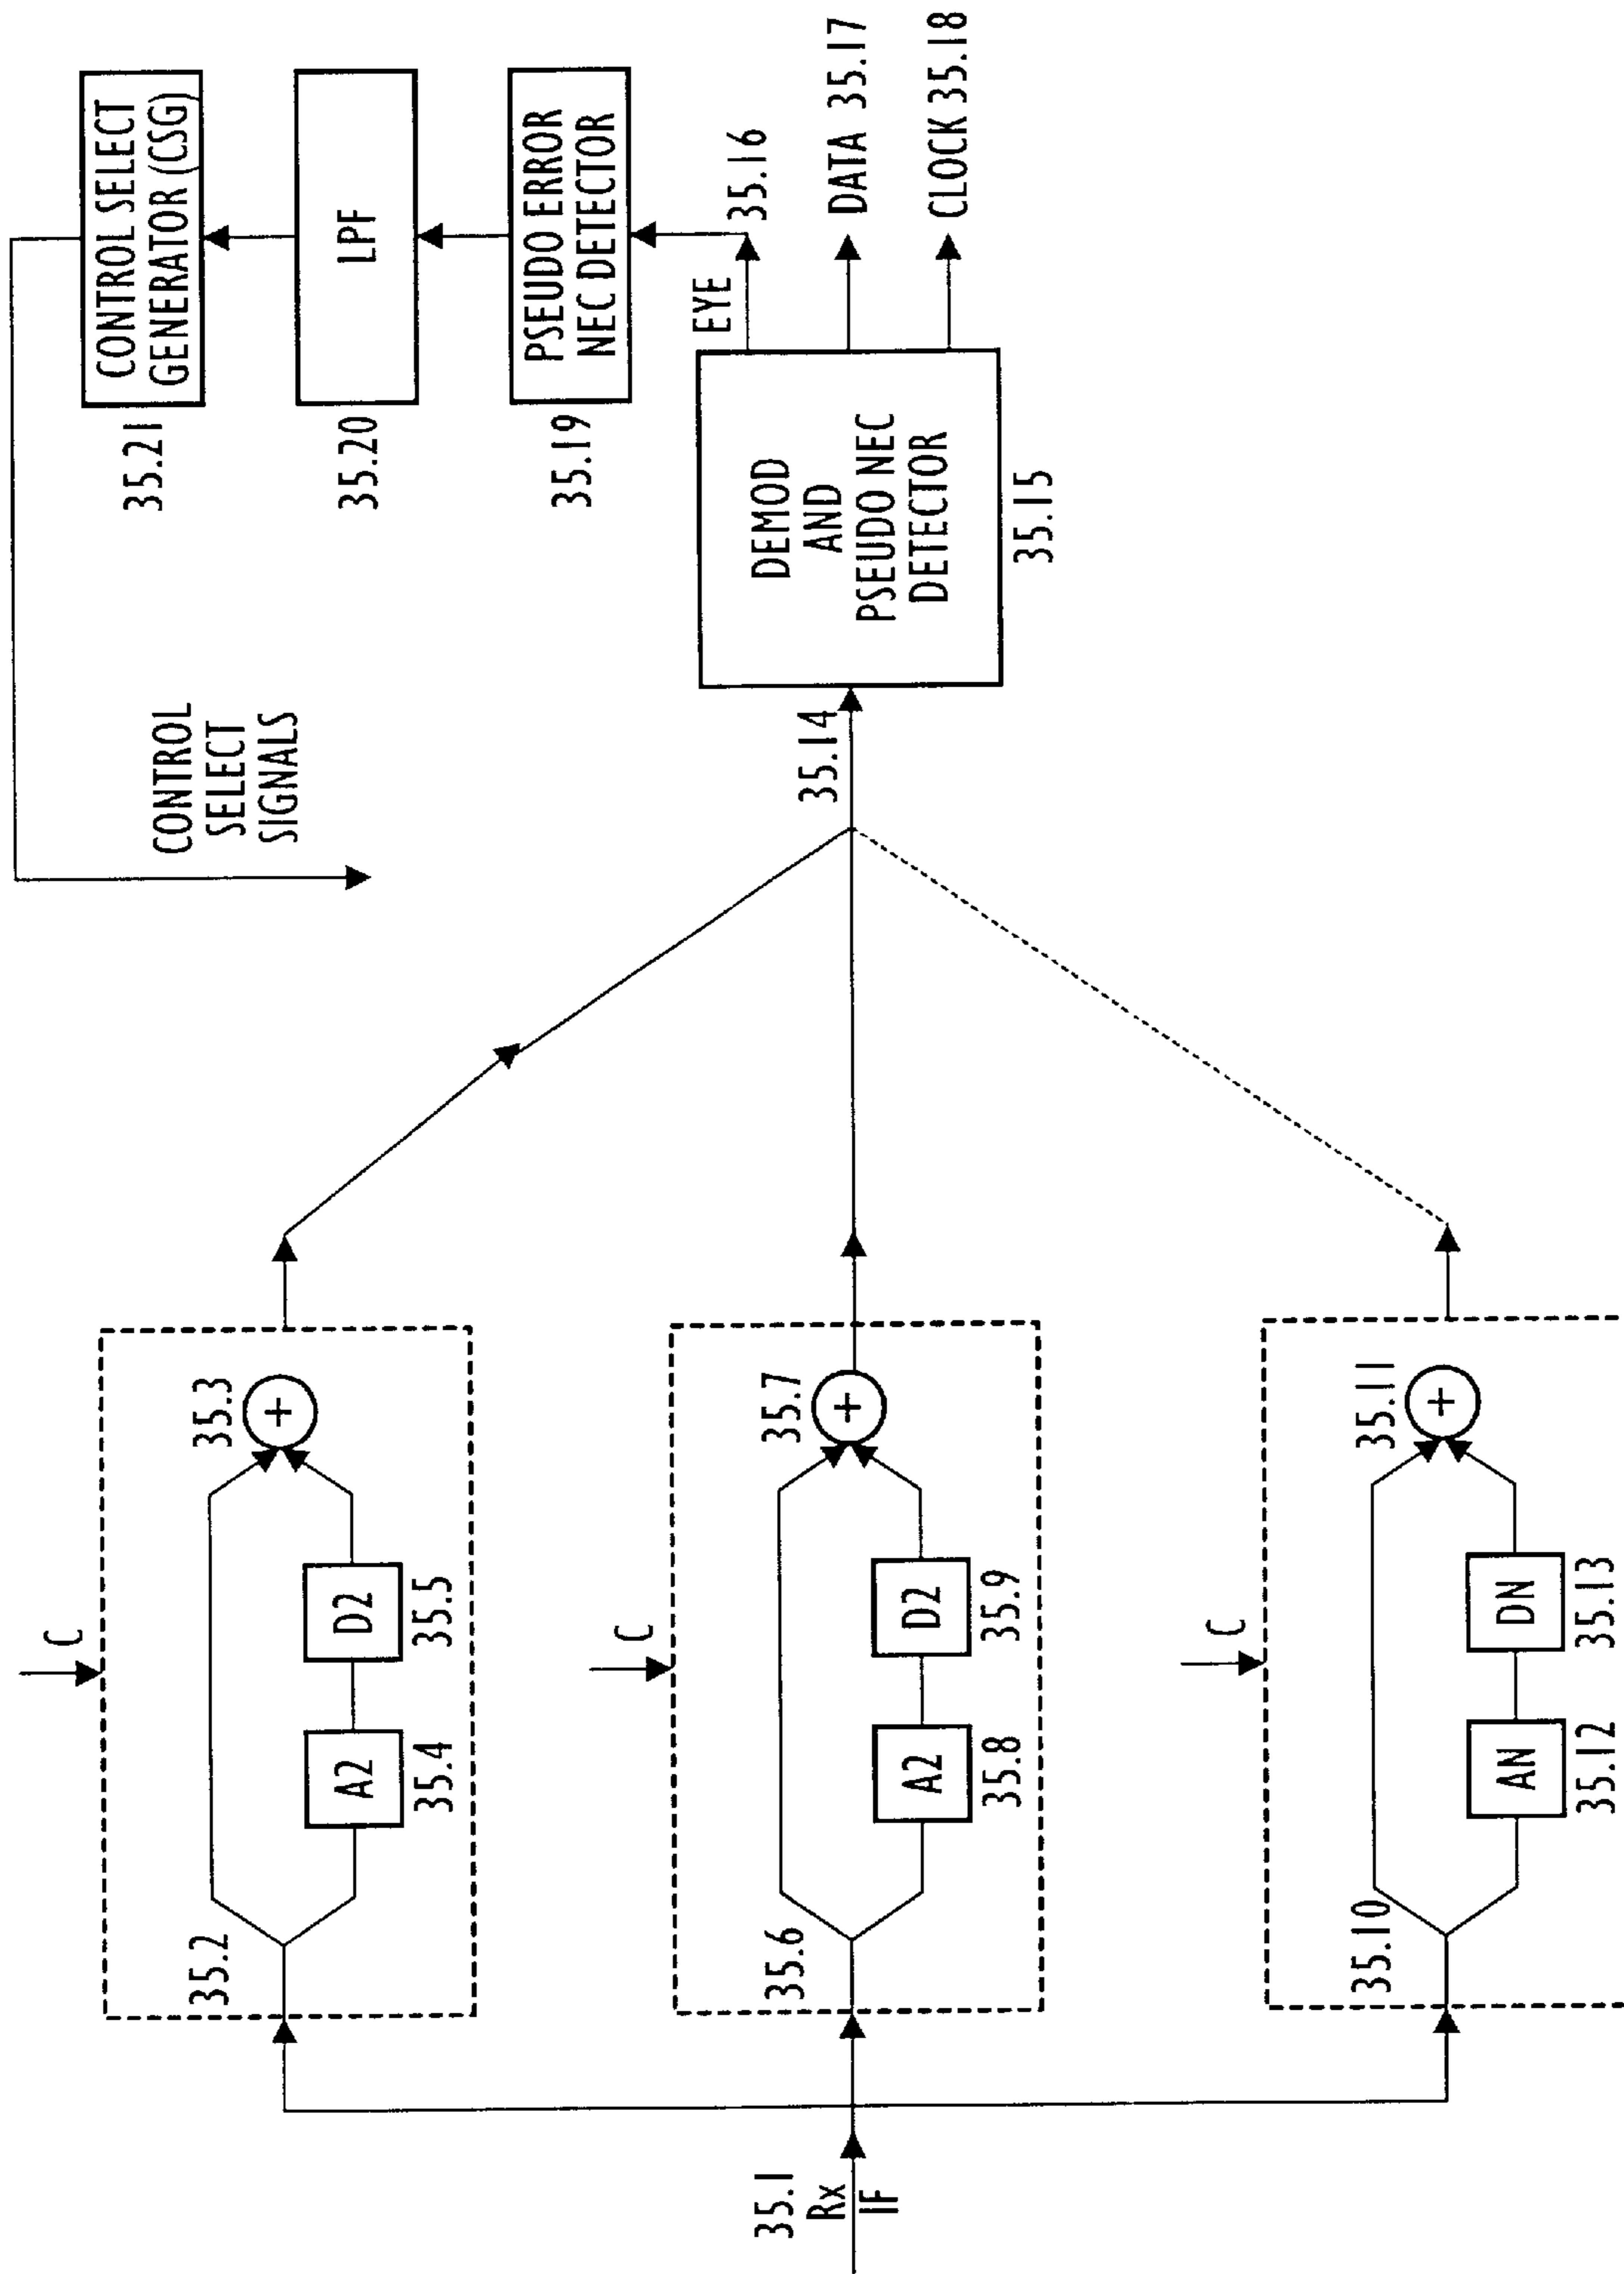 35.1
Rx
IF
35.2
35.3
A2
35.4
D2
35.5
C
35.6
35.7
A2
35.8
D2
35.9
C
35.10
35.11
AN
35.12
DN
35.13
C
CONTROL
SELECT
SIGNALS
35.14
DEMOD
AND
PSEUDO NEC
DETECTOR
35.15
EYE
35.16
DATA 35.17
CLOCK 35.18
PSEUDO ERROR
NEC DETECTOR
35.19
LPF
35.20
CONTROL SELECT
GENERATOR (CSG)
35.21